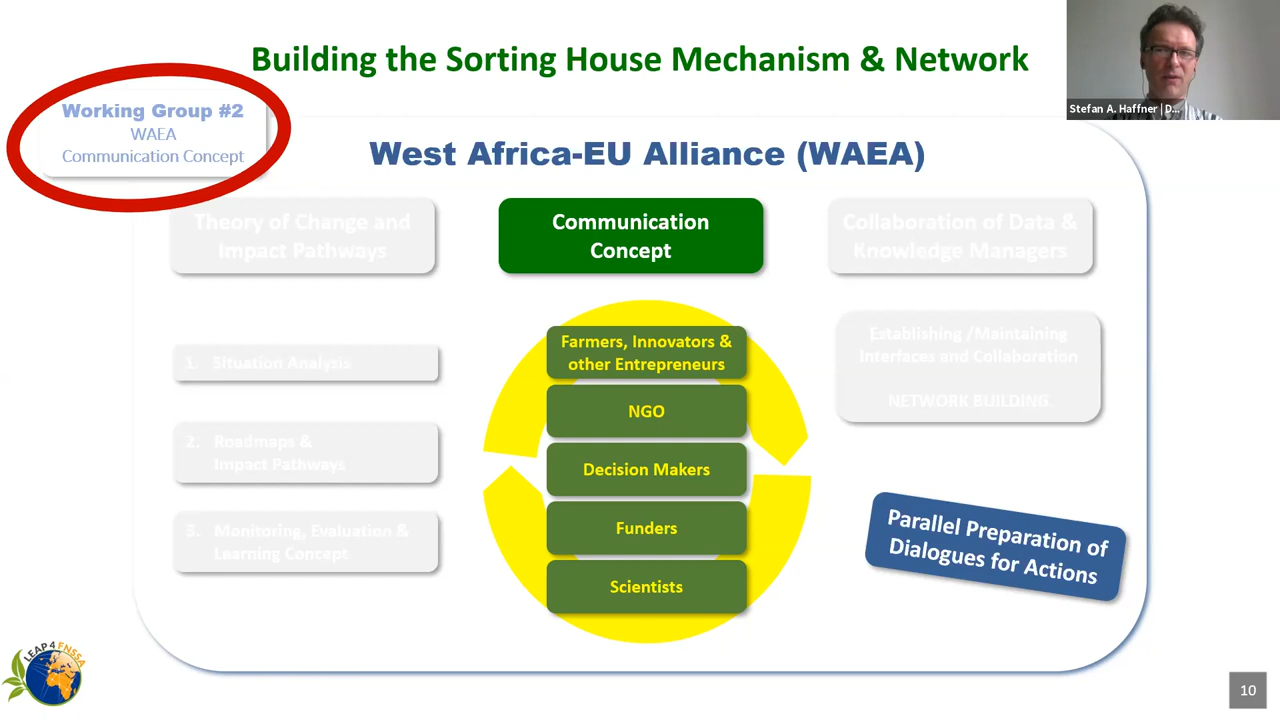 Building the Sorting House Mechanism & Network
Stefan A. Haffner | D...
Working Group #2
WAEA
Communication Concept
West Africa-EU Alliance (WAEA)
Theory of Change and
Impact Pathways
Communication
Concept
Collaboration of Data &
Knowledge Managers
1. Situation Analysis
2. Roadmaps &
Impact Pathways
3. Monitoring, Evaluation &
Learning Concept
Farmers, Innovators &
other Entrepreneurs
NGO
Decision Makers
Funders
Scientists
Establishing /Maintaining
Interfaces and Collaboration
NETWORK BUILDING
Parallel Preparation of
Dialogues for Actions
LEAP4FNSSA
10